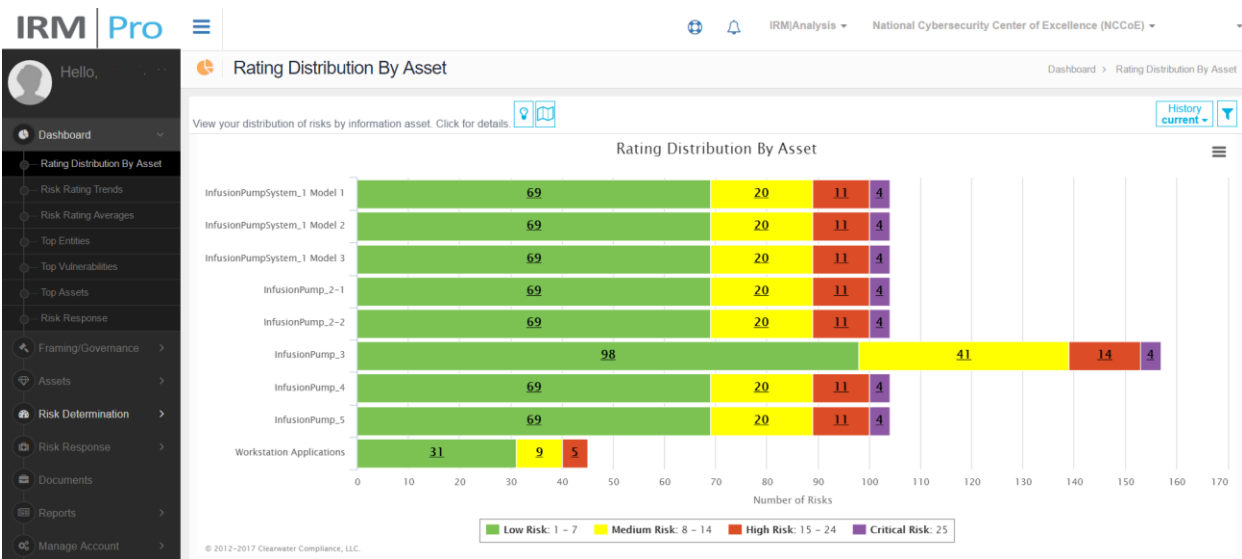 IRM | Pro
IRM|Analysis
National Cybersecurity Center of Excellence (NCCoE)
Hello,
Rating Distribution By Asset
Dashboard > Rating Distribution By Asset
View your distribution of risks by information asset. Click for details.
History
current
Dashboard
Rating Distribution By Asset
Risk Rating Trends
Risk Rating Averages
Top Entities
Top Vulnerabilities
Top Assets
Risk Response
Framing/Governance
Assets
Risk Determination
Risk Response
Documents
Reports
Manage Account
Rating Distribution By Asset
InfusionPumpSystem_1 Model 1 69 20 11 4
InfusionPumpSystem_1 Model 2 69 20 11 4
InfusionPumpSystem_1 Model 3 69 20 11 4
InfusionPump_2-1 69 20 11 4
InfusionPump_2-2 69 20 11 4
InfusionPump_3 98 41 14 4
InfusionPump_4 69 20 11 4
InfusionPump_5 69 20 11 4
Workstation Applications 31 9 5
0 10 20 30 40 50 60 70 80 90 100 110 120 130 140 150 160 170
Number of Risks
Low Risk: 1 - 7 Medium Risk: 8 - 14 High Risk: 15 - 24 Critical Risk: 25
© 2012-2017 Clearwater Compliance, LLC.